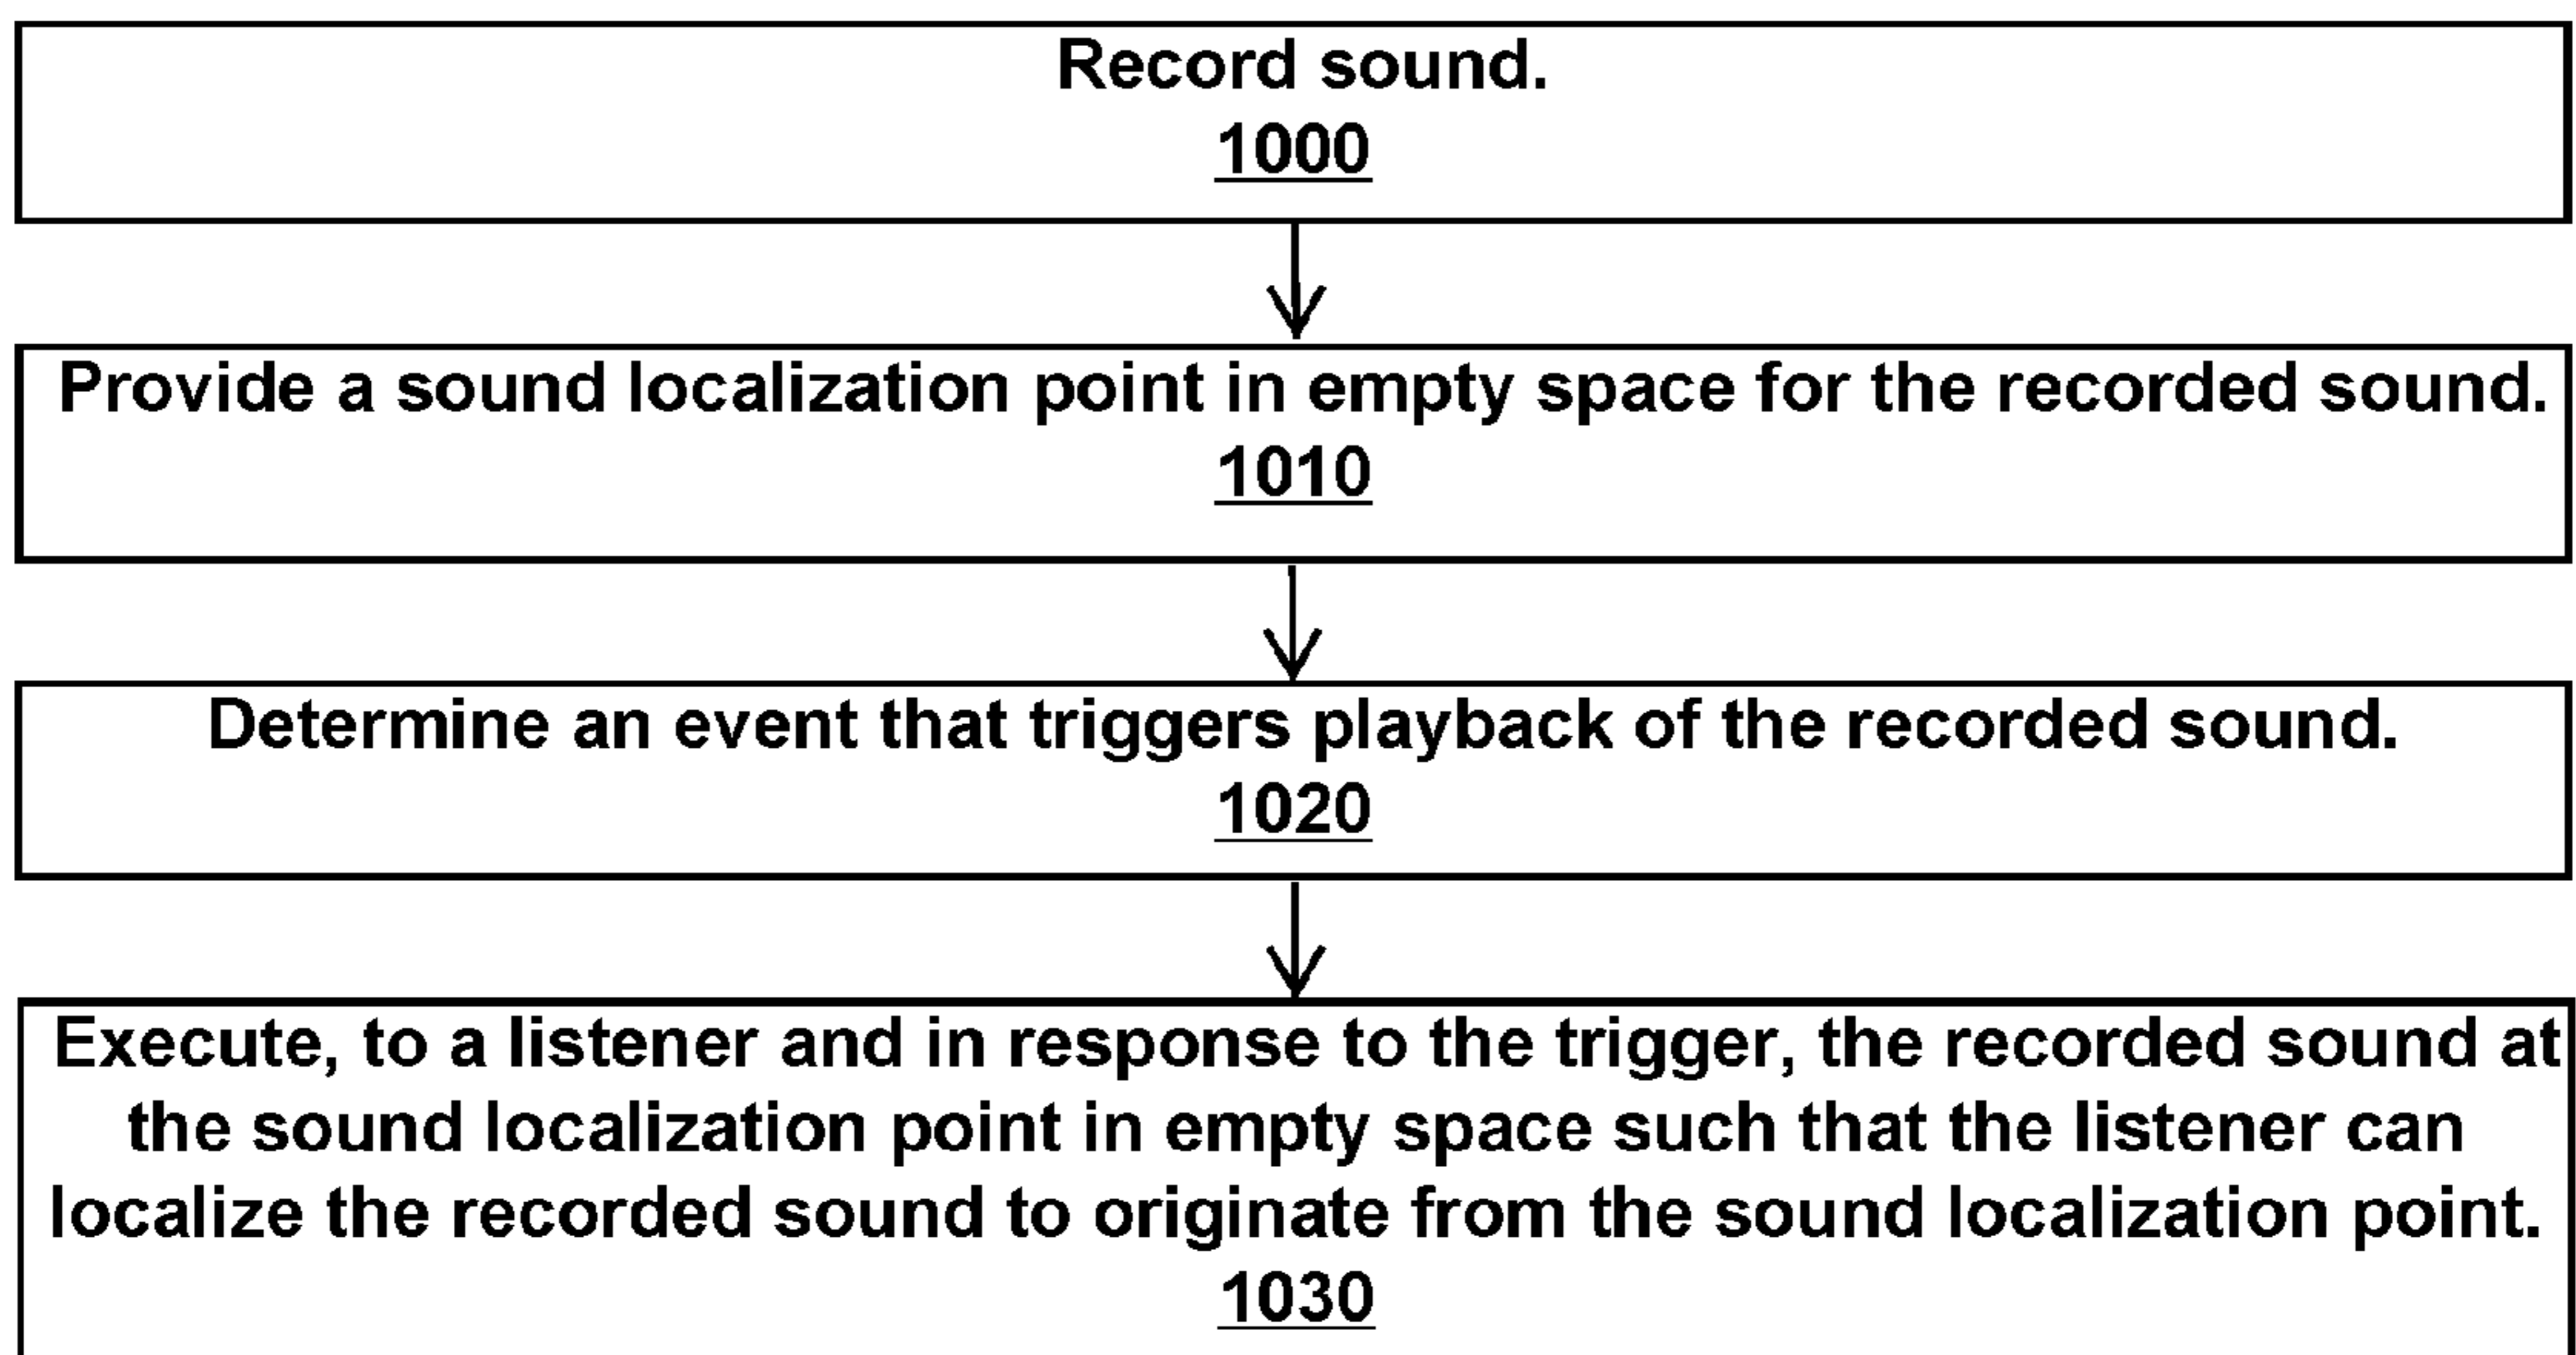 Record sound.
1000
Provide a sound localization point in empty space for the recorded sound.
1010
Determine an event that triggers playback of the recorded sound.
1020
Execute, to a listener and in response to the trigger, the recorded sound at
the sound localization point in empty space such that the listener can
localize the recorded sound to originate from the sound localization point.
1030